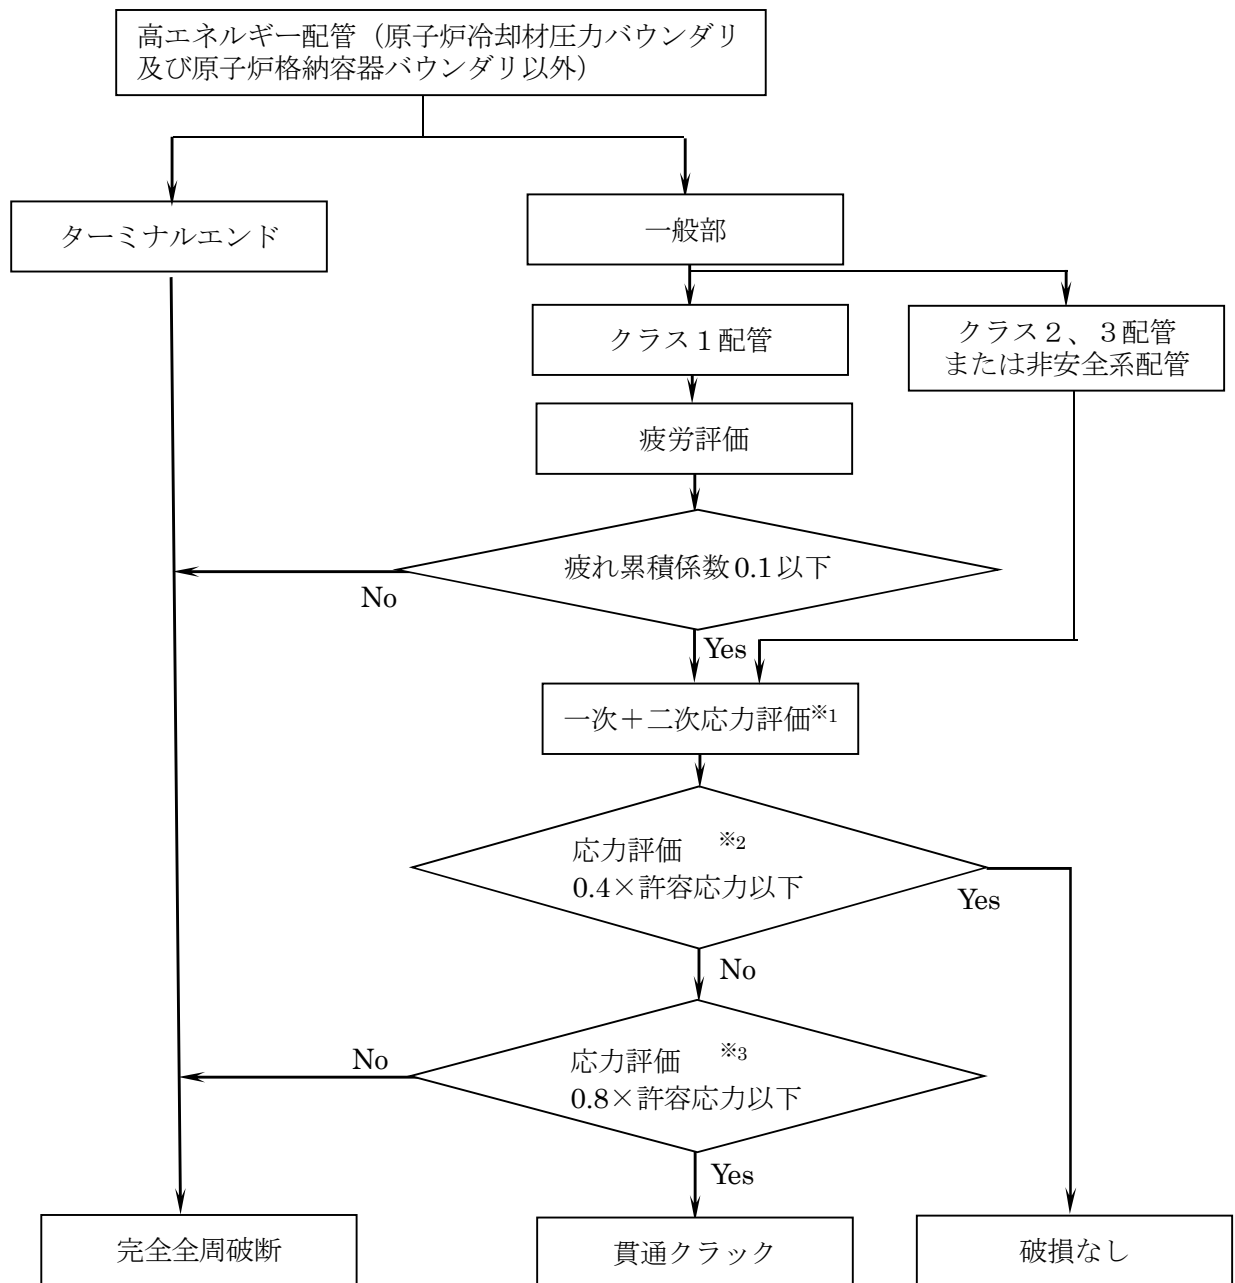 高エネルギー配管（原子炉冷却材圧力バウンダリ
及び原子炉格納容器バウンダリ以外）
ターミナルエンド
一般部
クラス１配管
クラス２、３配管
または非安全系配管
疲労評価
疲れ累積係数 0.1 以下
No
Yes
一次＋二次応力評価※1
応力評価 ※2
0.4×許容応力以下
Yes
No
応力評価 ※3
0.8×許容応力以下
No
Yes
完全全周破断
貫通クラック
破損なし